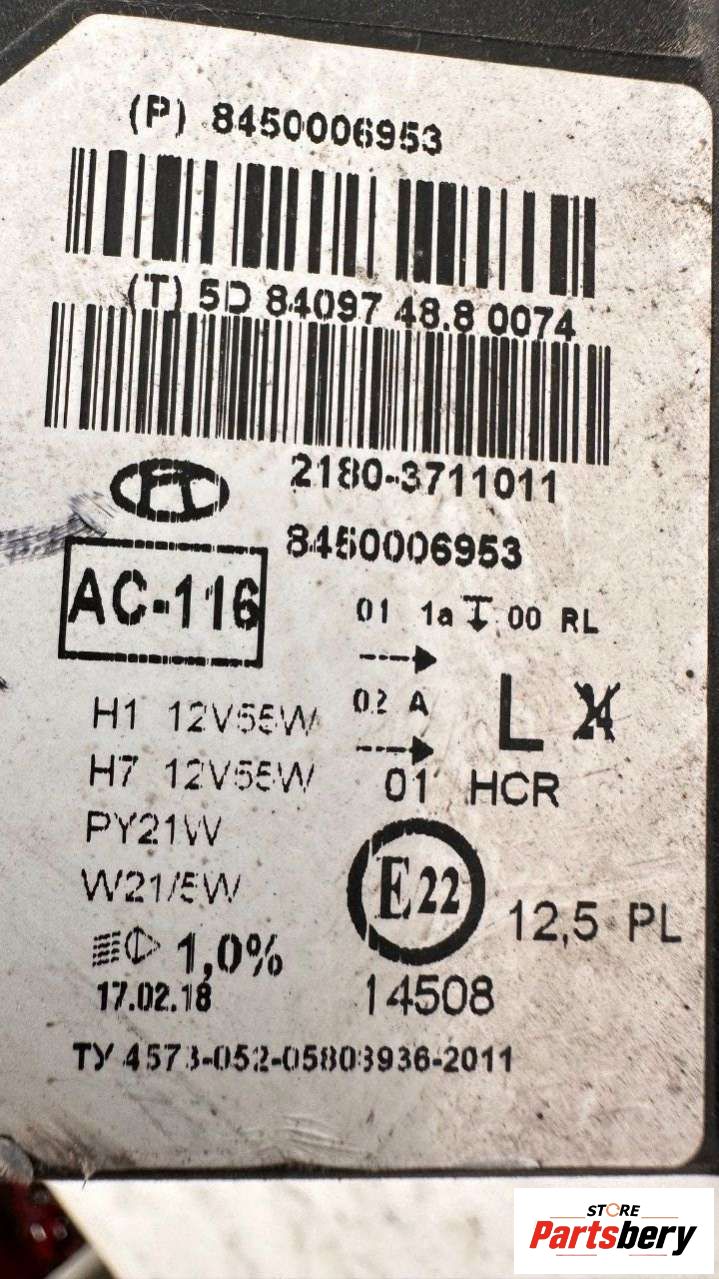 (P) 8450006953
(T) 5D 84097 48.8 0074
2180-3711011
8450006953
AC-116
01 1a 00 RL
02 A
L 24
H1 12V55W
H7 12V55W
01 HCR
PY21W
W21/5W
E22
12,5 PL
1,0%
17.02.18
14508
ТУ 4573-052-05808936-2011
STORE
Partsbery